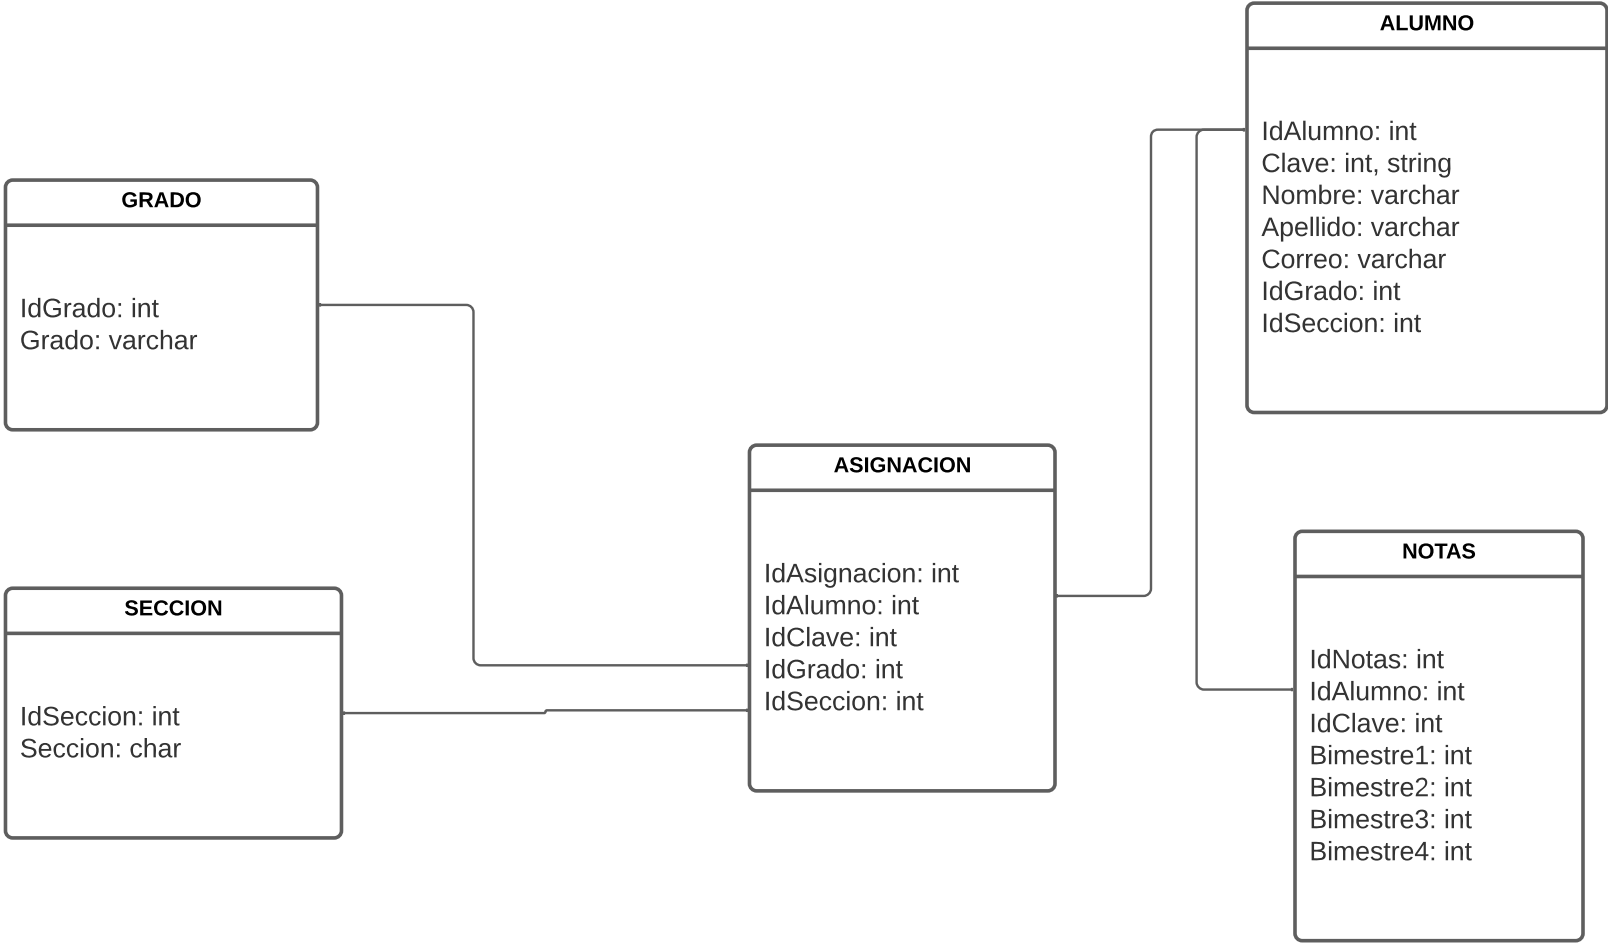 ALUMNO
IdAlumno: int
Clave: int, string
Nombre: varchar
Apellido: varchar
Correo: varchar
IdGrado: int
IdSeccion: int
GRADO
IdGrado: int
Grado: varchar
ASIGNACION
IdAsignacion: int
IdAlumno: int
IdClave: int
IdGrado: int
IdSeccion: int
SECCION
IdSeccion: int
Seccion: char
NOTAS
IdNotas: int
IdAlumno: int
IdClave: int
Bimestre1: int
Bimestre2: int
Bimestre3: int
Bimestre4: int